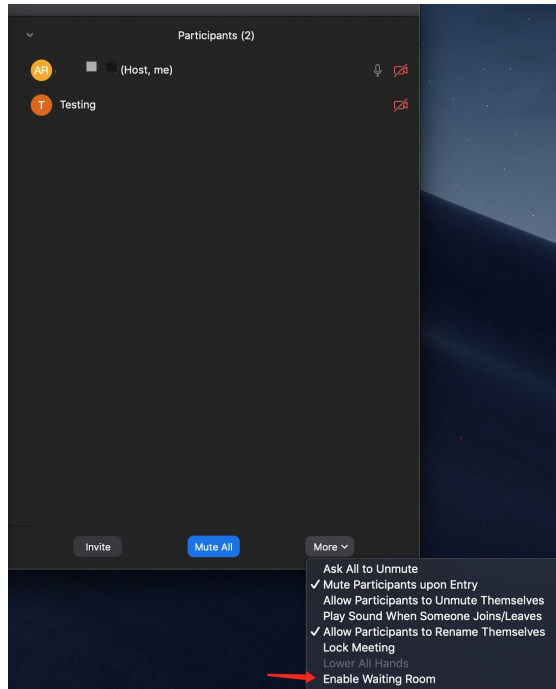 Participants (2)
AR (Host, me)
T Testing
Invite Mute All More
Ask All to Unmute
✓ Mute Participants upon Entry
Allow Participants to Unmute Themselves
Play Sound When Someone Joins/Leaves
✓ Allow Participants to Rename Themselves
Lock Meeting
Lower All Hands
Enable Waiting Room